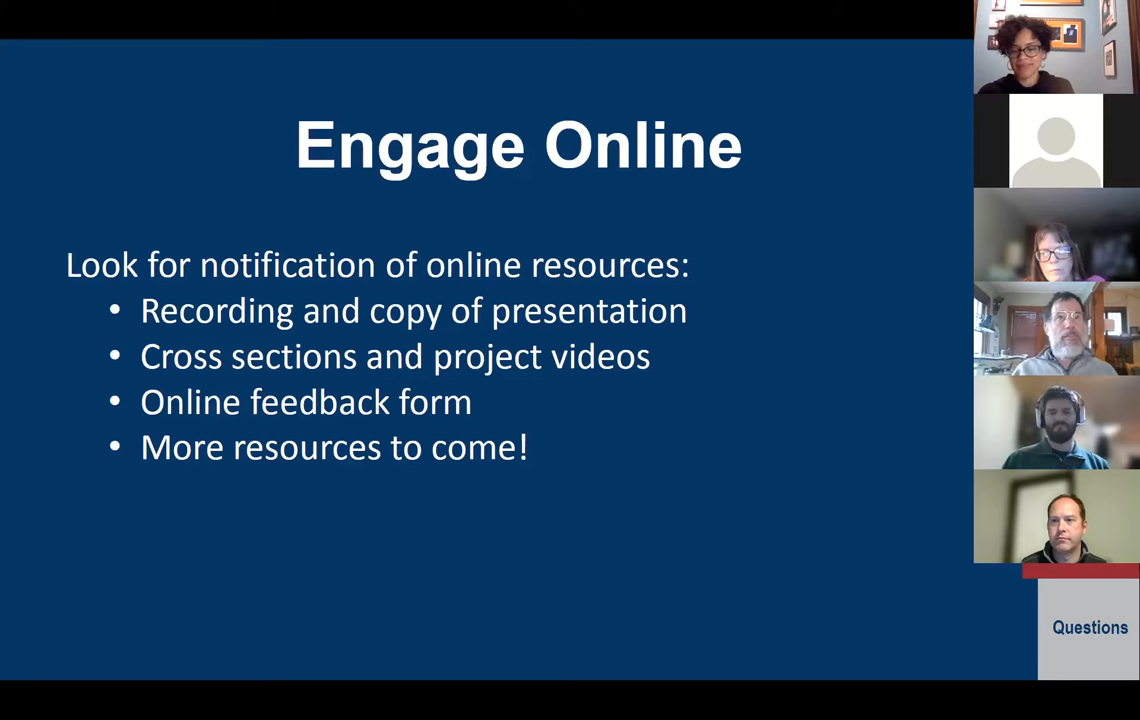 Engage Online
Look for notification of online resources:
• Recording and copy of presentation
• Cross sections and project videos
• Online feedback form
• More resources to come!
Questions